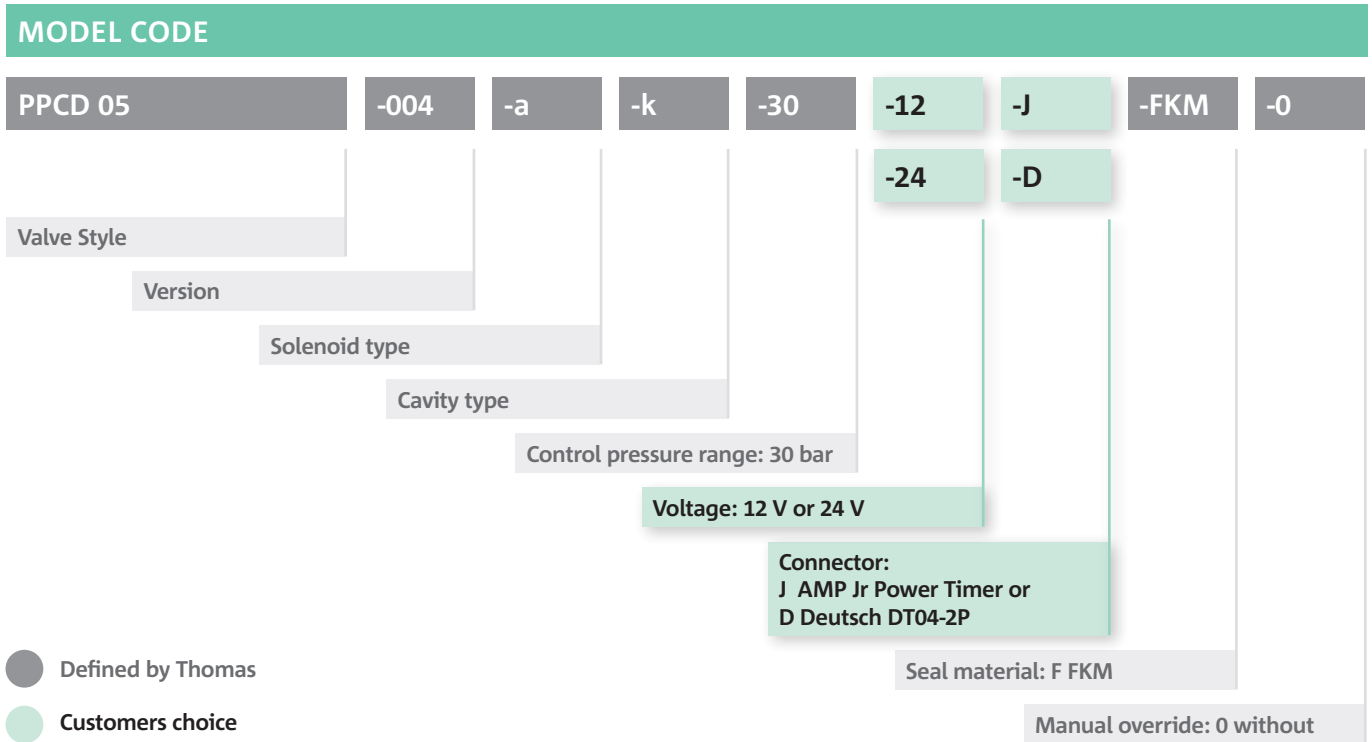 MODEL CODE
PPCD 05 -004 -a -k -30 -12 -J -FKM -0
-24 -D
Valve Style
Version
Solenoid type
Cavity type
Control pressure range: 30 bar
Voltage: 12 V or 24 V
Connector:
J AMP Jr Power Timer or
D Deutsch DT04-2P
Defined by Thomas
Seal material: F FKM
Customers choice
Manual override: 0 without